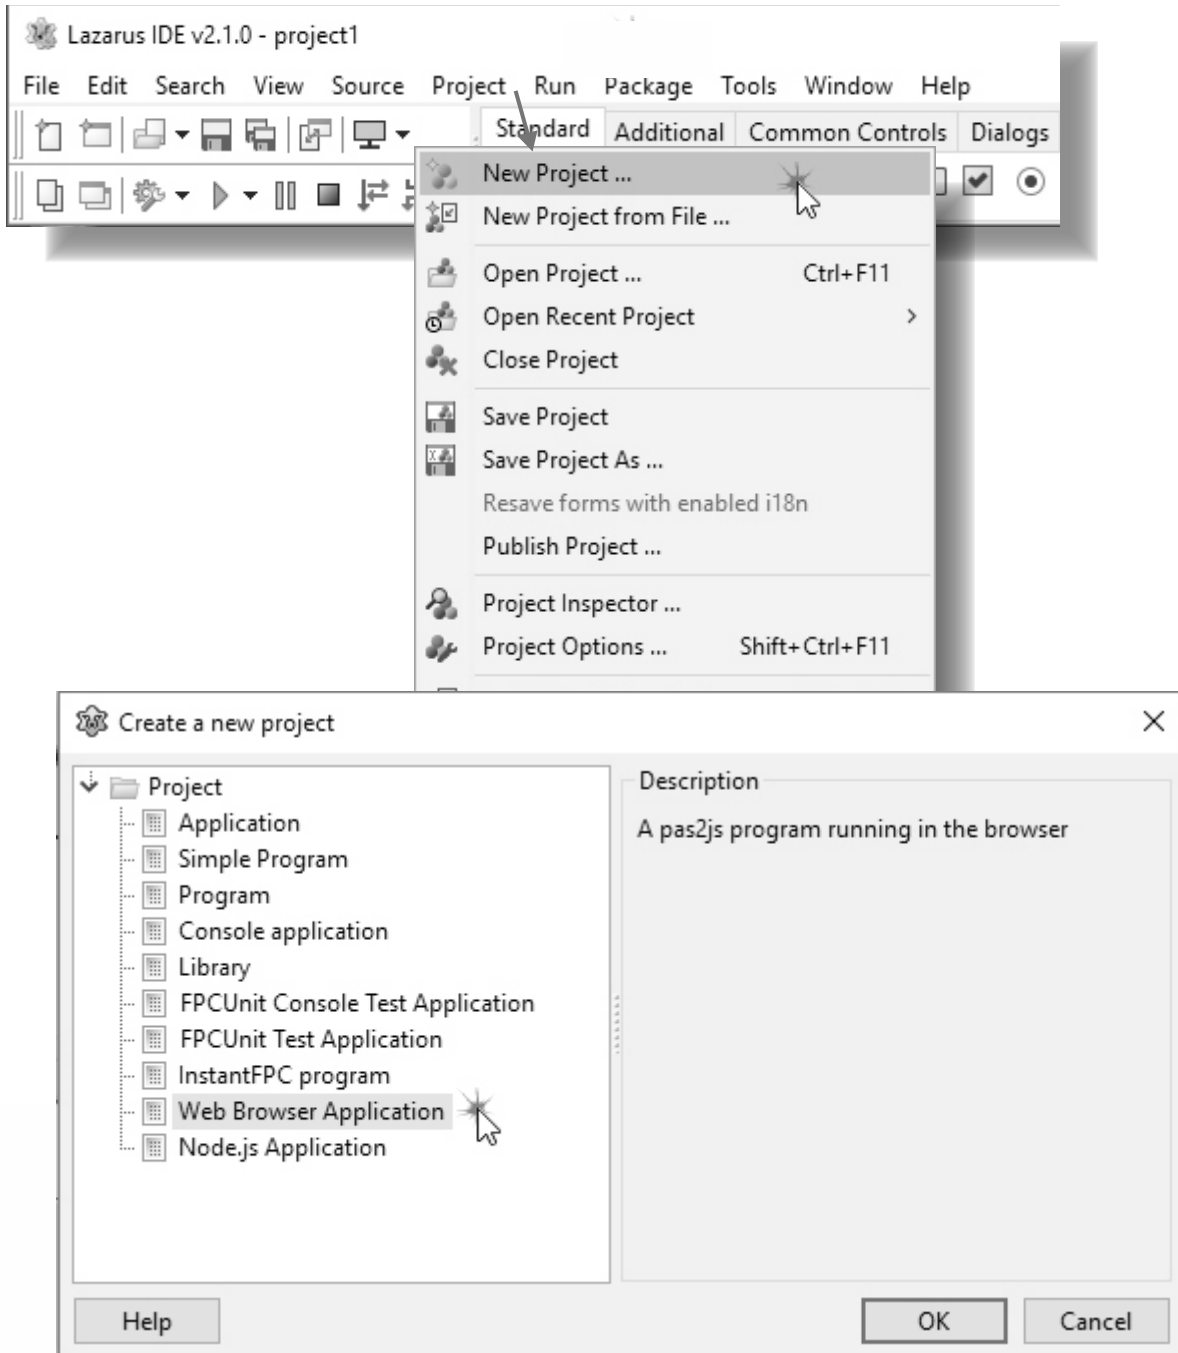 Lazarus IDE v2.1.0 - project1
File Edit Search View Source Project Run Package Tools Window Help
Standard Additional Common Controls Dialogs
New Project ...
New Project from File ...
Open Project ... Ctrl+F11
Open Recent Project
Close Project
Save Project
Save Project As ...
Resave forms with enabled i18n
Publish Project ...
Project Inspector ...
Project Options ... Shift+Ctrl+F11
Create a new project
Project
Application
Simple Program
Program
Console application
Library
FPCUnit Console Test Application
FPCUnit Test Application
InstantFPC program
Web Browser Application
Node.js Application
Description
A pas2js program running in the browser
Help OK Cancel